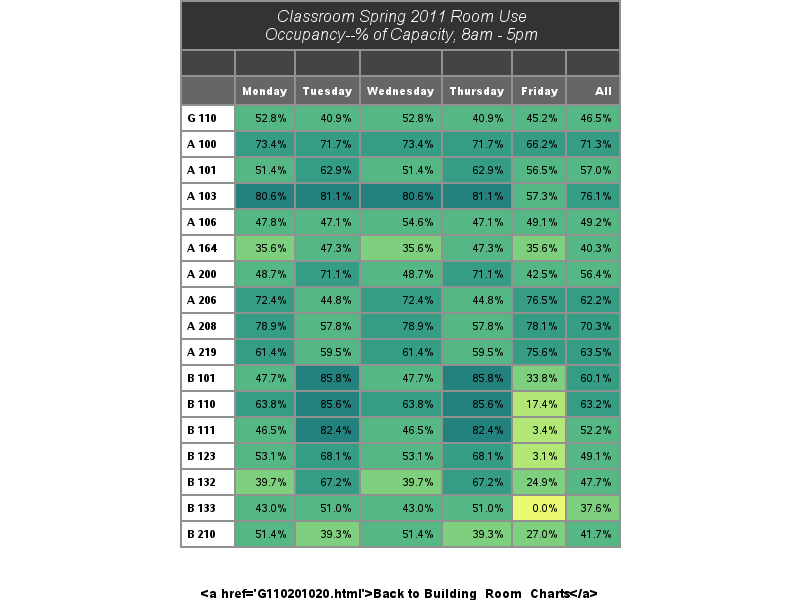 Classroom Spring 2011 Room Use
Occupancy--% of Capacity, 8am - 5pm
Monday Tuesday Wednesday Thursday Friday All
G 110 52.8% 40.9% 52.8% 40.9% 45.2% 46.5%
A 100 73.4% 71.7% 73.4% 71.7% 66.2% 71.3%
A 101 51.4% 62.9% 51.4% 62.9% 56.5% 57.0%
A 103 80.6% 81.1% 80.6% 81.1% 57.3% 76.1%
A 106 47.8% 47.1% 54.6% 47.1% 49.1% 49.2%
A 164 35.6% 47.3% 35.6% 47.3% 35.6% 40.3%
A 200 48.7% 71.1% 48.7% 71.1% 42.5% 56.4%
A 206 72.4% 44.8% 72.4% 44.8% 76.5% 62.2%
A 208 78.9% 57.8% 78.9% 57.8% 78.1% 70.3%
A 219 61.4% 59.5% 61.4% 59.5% 75.6% 63.5%
B 101 47.7% 85.8% 47.7% 85.8% 33.8% 60.1%
B 110 63.8% 85.6% 63.8% 85.6% 17.4% 63.2%
B 111 46.5% 82.4% 46.5% 82.4% 3.4% 52.2%
B 123 53.1% 68.1% 53.1% 68.1% 3.1% 49.1%
B 132 39.7% 67.2% 39.7% 67.2% 24.9% 47.7%
B 133 43.0% 51.0% 43.0% 51.0% 0.0% 37.6%
B 210 51.4% 39.3% 51.4% 39.3% 27.0% 41.7%
<a href='G110201020.html'>Back to Building_Room_Charts</a>